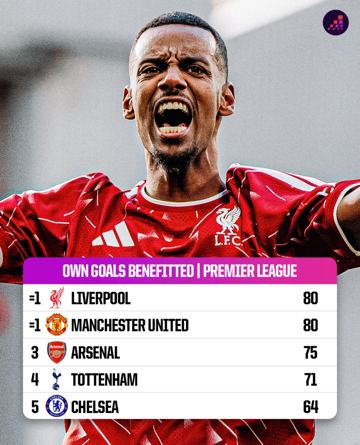 L.F.C.
OWN GOALS BENEFITTED | PREMIER LEAGUE
=1 LIVERPOOL 80
=1 MANCHESTER UNITED 80
3 Arsenal ARSENAL 75
4 TOTTENHAM 71
5 CHELSEA 64